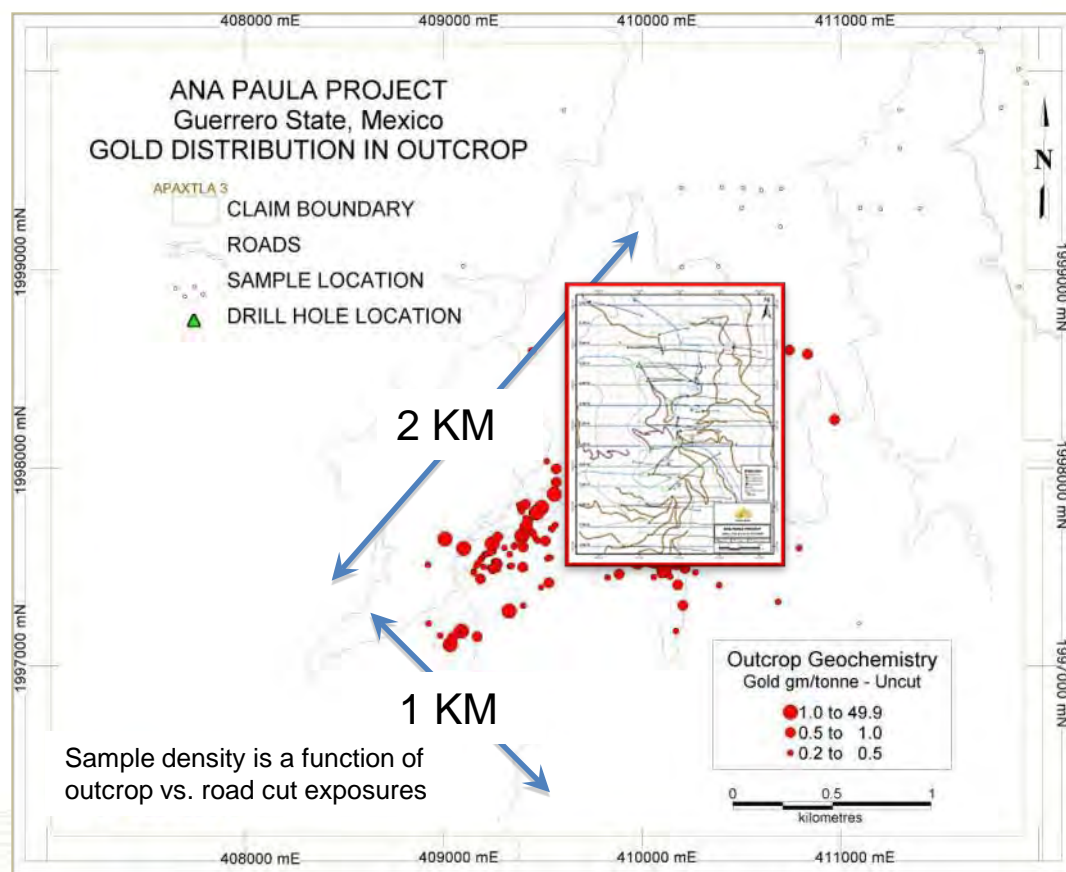 408000 mE 409000 mE 410000 mE 411000 mE
ANA PAULA PROJECT
Guerrero State, Mexico
GOLD DISTRIBUTION IN OUTCROP
APAXTLA 3
CLAIM BOUNDARY
ROADS
SAMPLE LOCATION
DRILL HOLE LOCATION
N
1999000 mN
1999000 mN
2 KM
1998000 mN
1998000 mN
1997000 mN
1997000 mN
1 KM
Outcrop Geochemistry
Gold gm/tonne - Uncut
1.0 to 49.9
0.5 to 1.0
0.2 to 0.5
Sample density is a function of
outcrop vs. road cut exposures
0 0.5 1
kilometres
408000 mE 409000 mE 410000 mE 411000 mE